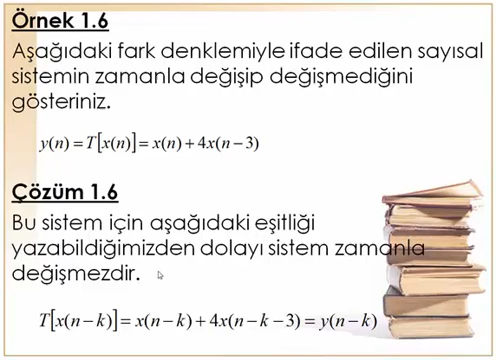 Örnek 1.6
Aşağıdaki fark denklemiyle ifade edilen sayısal
sistemin zamanla değişip değişmediğini
gösteriniz.
y(n) = T[x(n)] = x(n) + 4x(n − 3)
Çözüm 1.6
Bu sistem için aşağıdaki eşitliği
yazabildiğimizden dolayı sistem zamanla
değişmezdir.
T[x(n − k)] = x(n − k) + 4x(n − k − 3) = y(n − k)